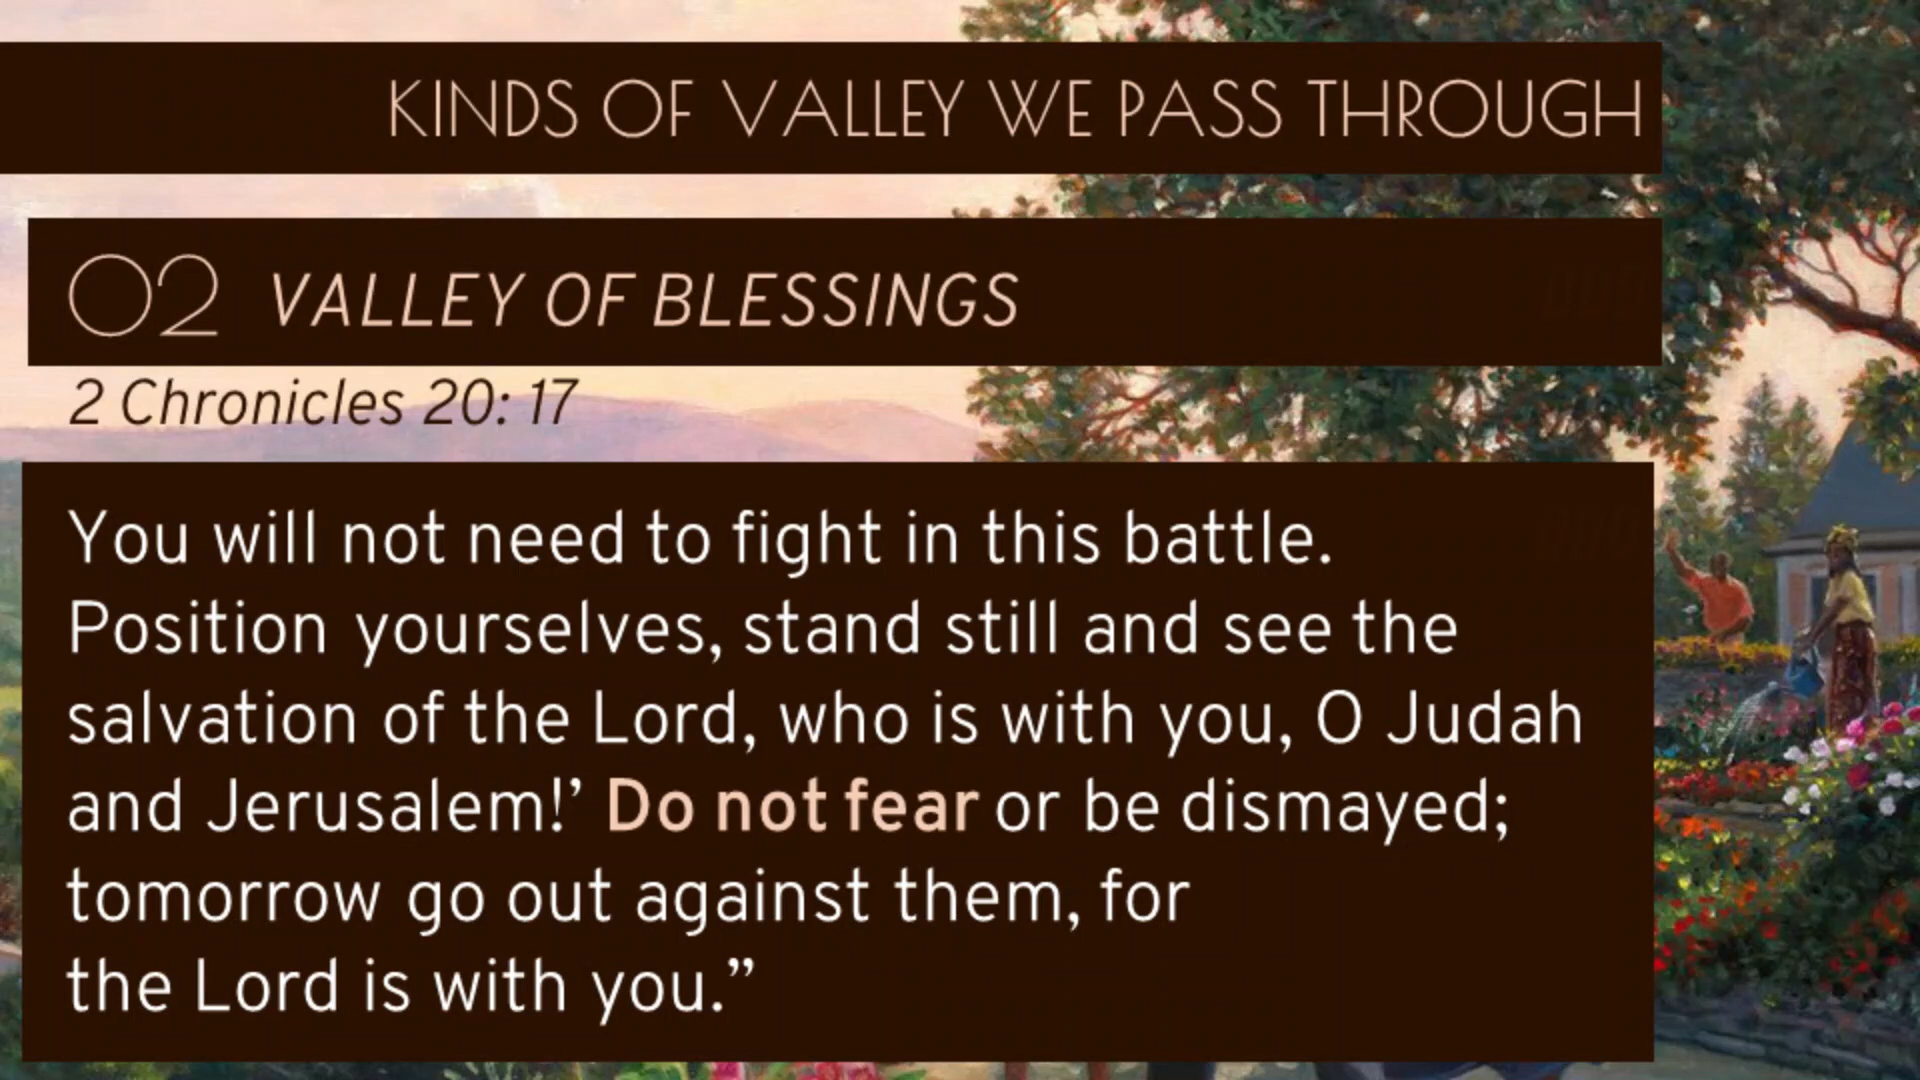 KINDS OF VALLEY WE PASS THROUGH
02 VALLEY OF BLESSINGS
2 Chronicles 20: 17
You will not need to fight in this battle.
Position yourselves, stand still and see the
salvation of the Lord, who is with you, O Judah
and Jerusalem!’ Do not fear or be dismayed;
tomorrow go out against them, for
the Lord is with you.”